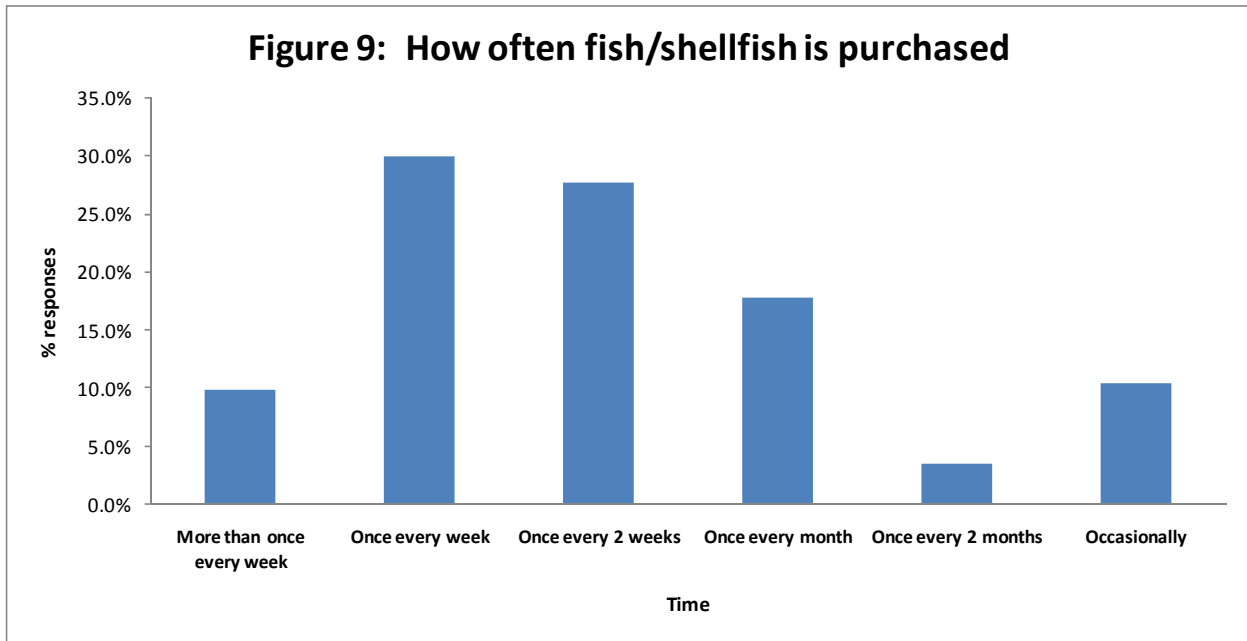 Figure 9: How often fish/shellfish is purchased
35.0%
30.0%
25.0%
20.0%
15.0%
10.0%
5.0%
0.0%
% responses
More than once
every week
Once every week
Once every 2 weeks
Once every month
Once every 2 months
Occasionally
Time